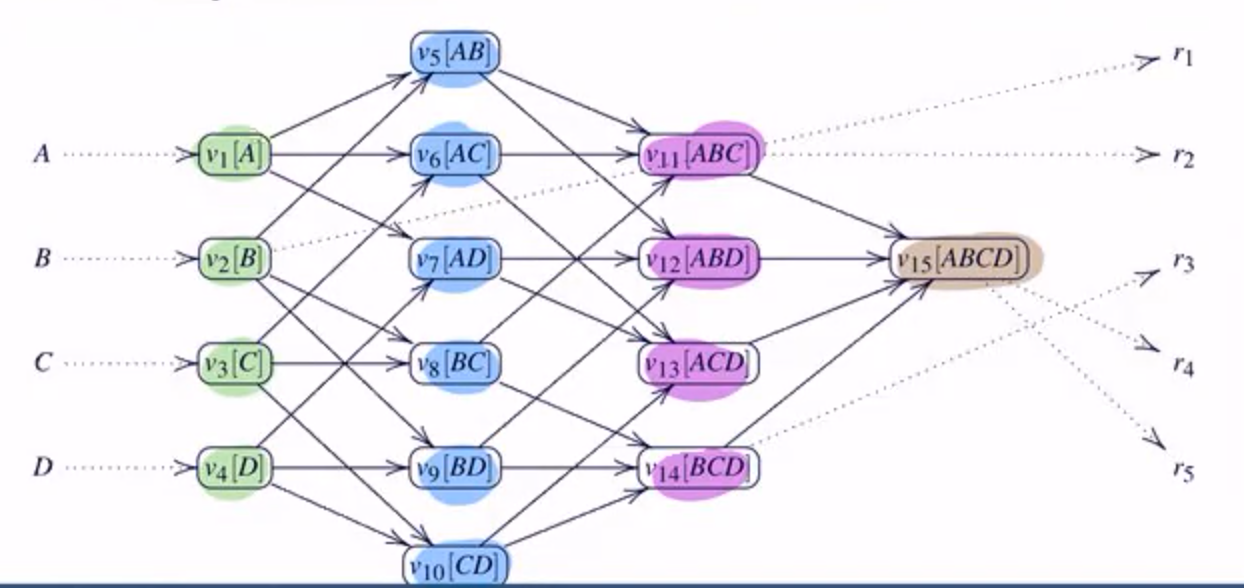 v5[AB]
r1
A
v1[A]
v6[AC]
v11[ABC]
r2
B
v2[B]
v7[AD]
v12[ABD]
v15[ABCD]
r3
C
v3[C]
v8[BC]
v13[ACD]
r4
D
v4[D]
v9[BD]
v14[BCD]
r5
v10[CD]